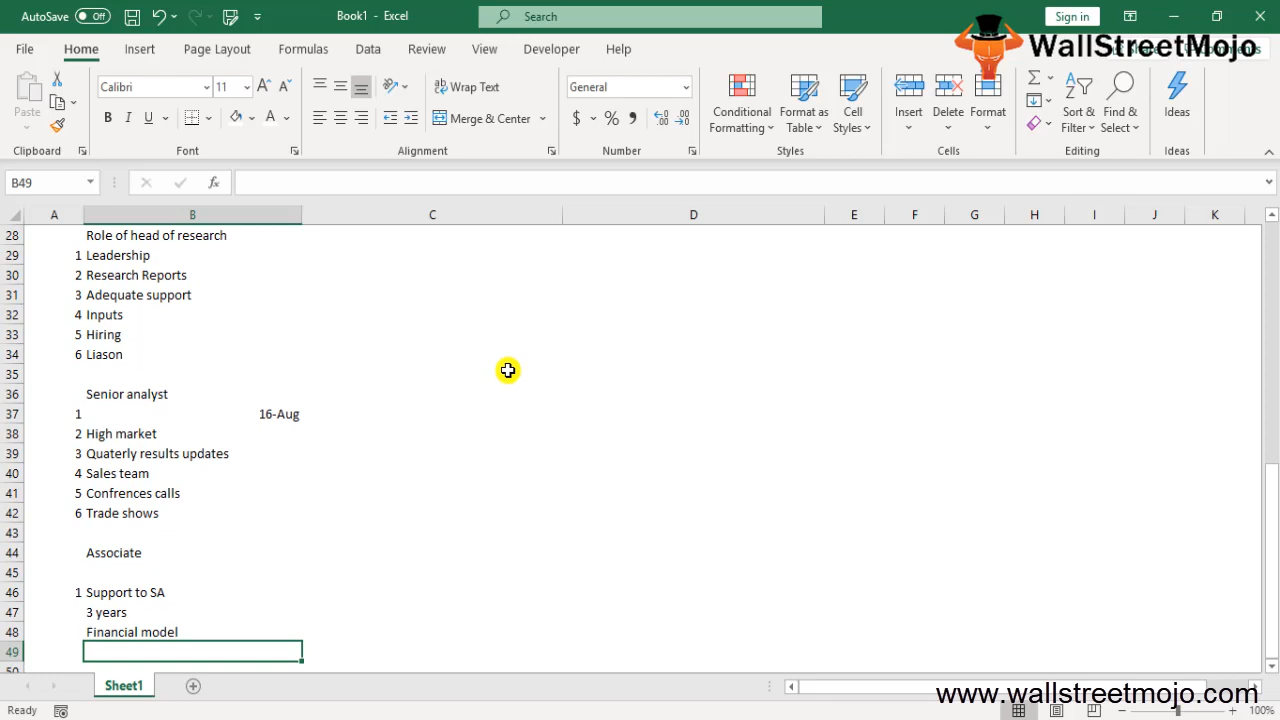 AutoSave Off Book1 - Excel Search Sign in
File Home Insert Page Layout Formulas Data Review View Developer Help
WallStreetMojo
Paste
Calibri 11
Wrap Text
General
Conditional Formatting
Format as Table
Cell Styles
Insert
Delete
Format
Sort & Filter
Find & Select
Ideas
Merge & Center
Clipboard Font Alignment Number Styles Cells Editing Ideas
B49 fx
A B C D E F G H I J K
28 Role of head of research
29 1 Leadership
30 2 Research Reports
31 3 Adequate support
32 4 Inputs
33 5 Hiring
34 6 Liason
35
36 Senior analyst
37 1 16-Aug
38 2 High market
39 3 Quaterly results updates
40 4 Sales team
41 5 Confrences calls
42 6 Trade shows
43
44 Associate
45
46 1 Support to SA
47 3 years
48 Financial model
49
Sheet1
www.wallstreetmojo.com
Ready 100%